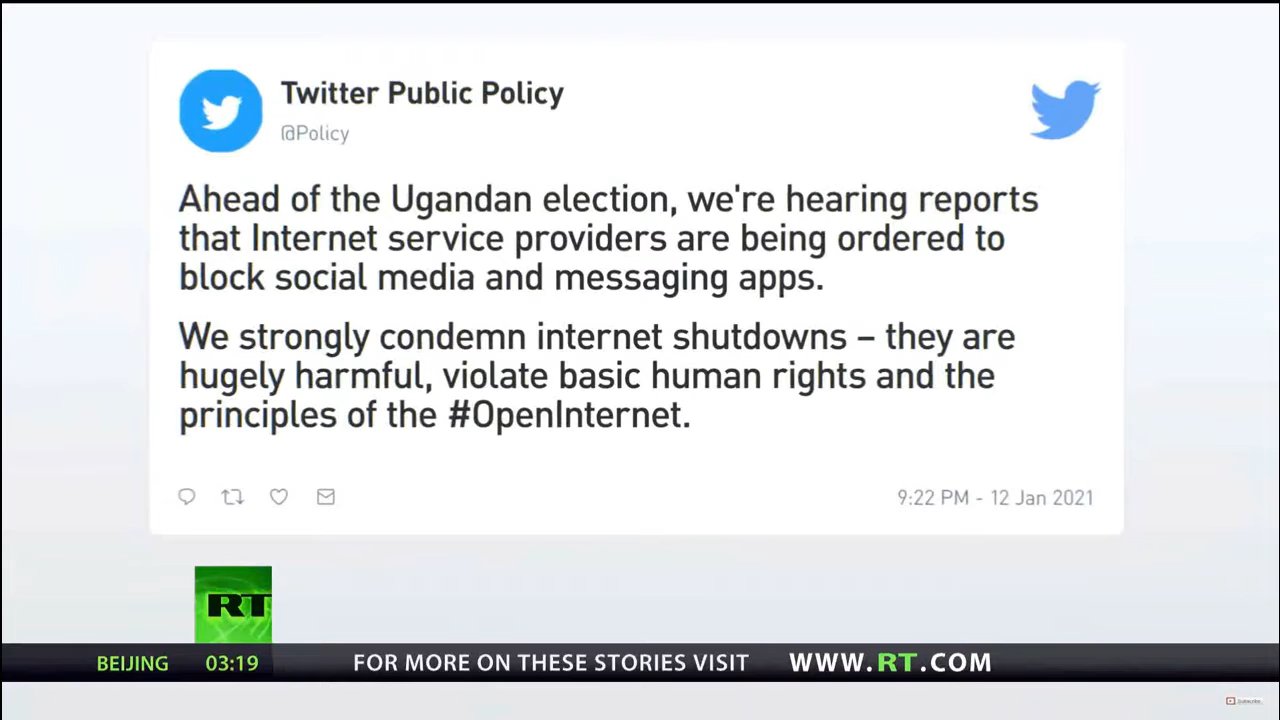 Twitter Public Policy
@Policy
Ahead of the Ugandan election, we're hearing reports
that Internet service providers are being ordered to
block social media and messaging apps.
We strongly condemn internet shutdowns – they are
hugely harmful, violate basic human rights and the
principles of the #OpenInternet.
9:22 PM - 12 Jan 2021
RT
BEIJING 03:19 FOR MORE ON THESE STORIES VISIT WWW.RT.COM
Subscribe